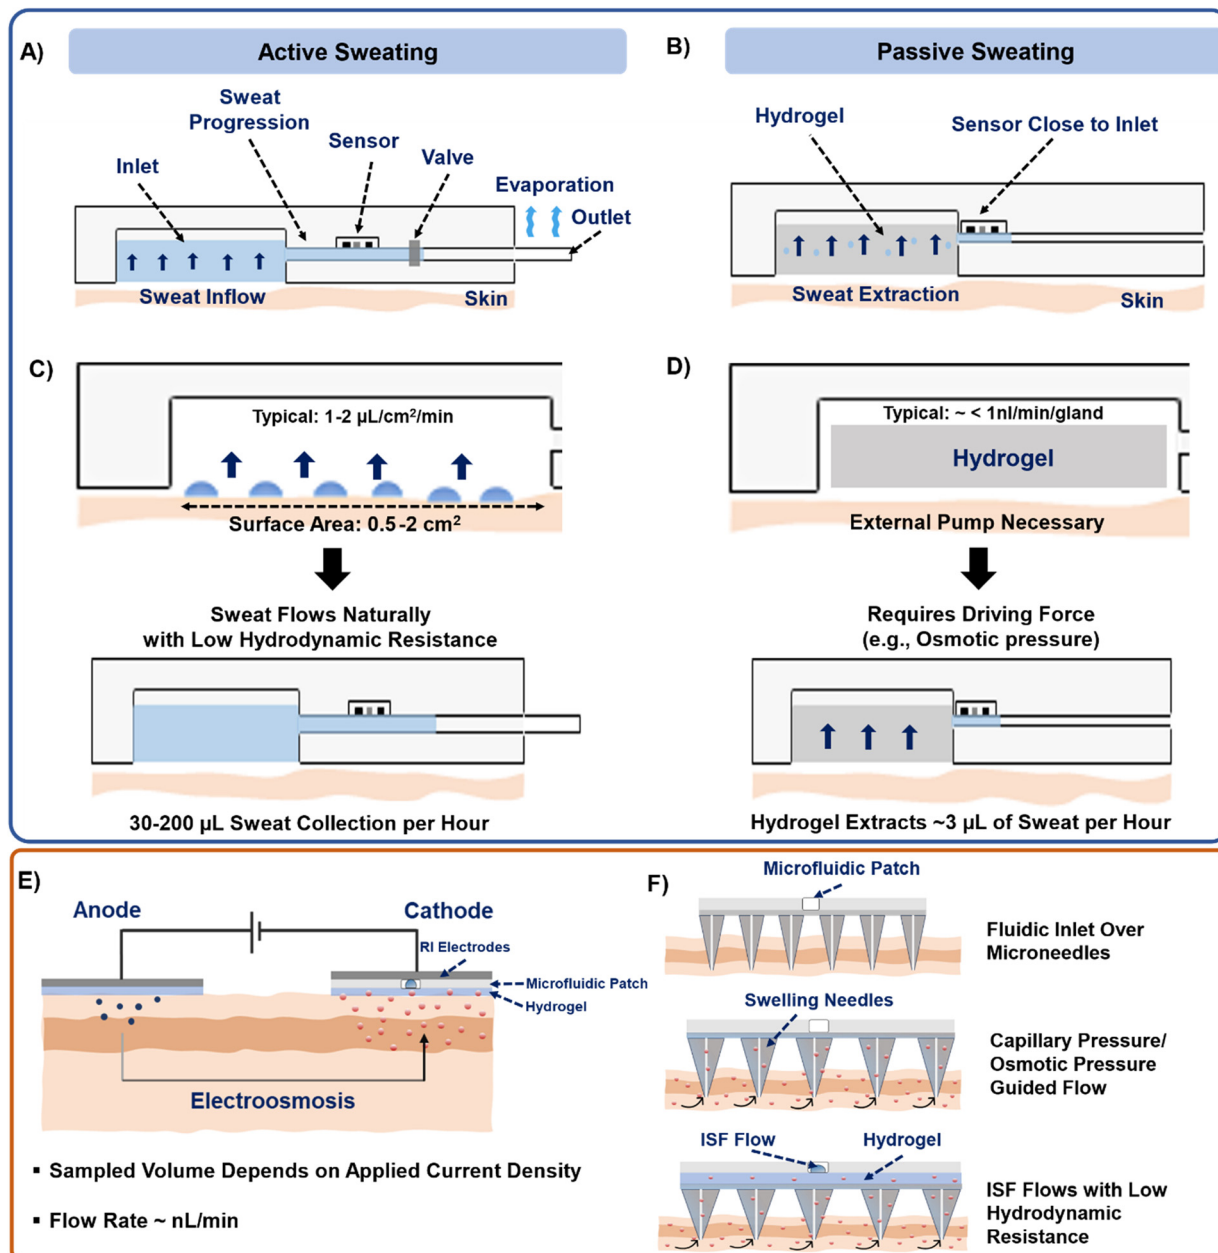 A)
Active Sweating
Sweat
Progression
Sensor
Inlet
Valve
Evaporation
Outlet
Sweat Inflow
Skin
B)
Passive Sweating
Hydrogel
Sensor Close to Inlet
Sweat Extraction
Skin
C)
Typical: 1-2 µL/cm²/min
Surface Area: 0.5-2 cm²
Sweat Flows Naturally
with Low Hydrodynamic Resistance
30-200 µL Sweat Collection per Hour
D)
Typical: ~ < 1nl/min/gland
Hydrogel
External Pump Necessary
Requires Driving Force
(e.g., Osmotic pressure)
Hydrogel Extracts ~3 µL of Sweat per Hour
E)
Anode
Cathode
RI Electrodes
Microfluidic Patch
Hydrogel
Electroosmosis
▪ Sampled Volume Depends on Applied Current Density
▪ Flow Rate ~ nL/min
F)
Microfluidic Patch
Fluidic Inlet Over
Microneedles
Swelling Needles
Capillary Pressure/
Osmotic Pressure
Guided Flow
ISF Flow
Hydrogel
ISF Flows with Low
Hydrodynamic
Resistance